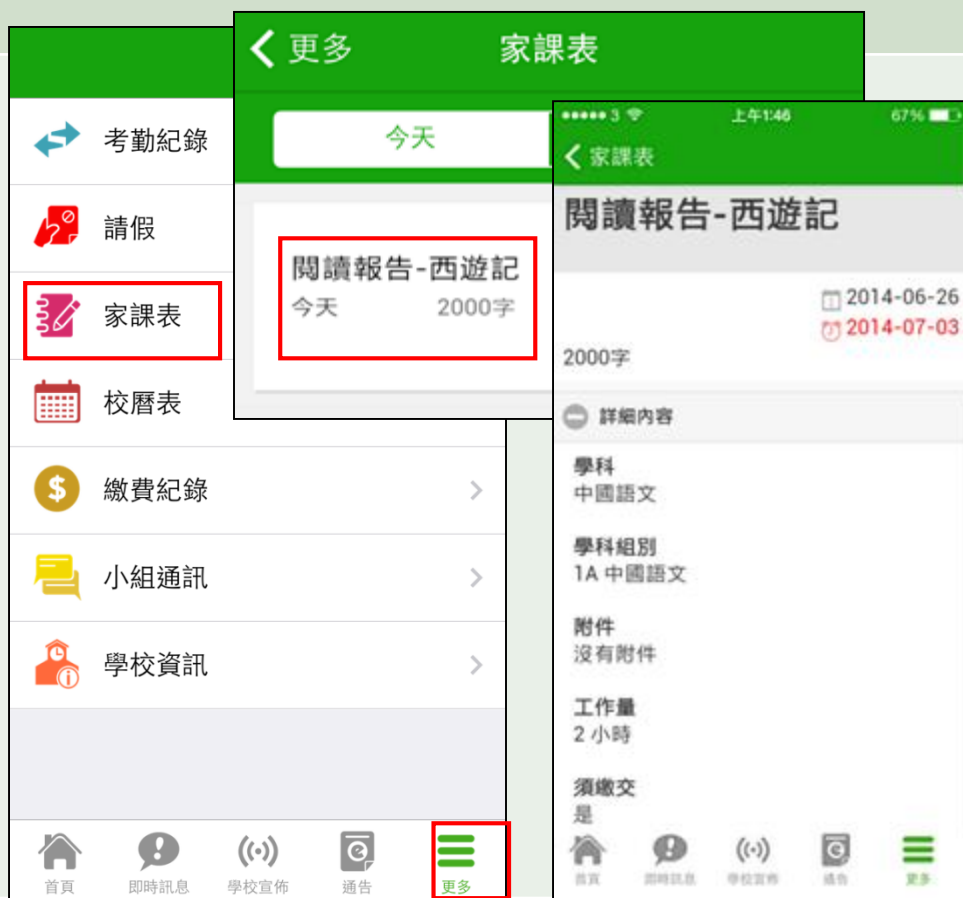 考勤紀錄
請假
家課表
校曆表
繳費紀錄
$
小組通訊
學校資訊
首頁
即時訊息
學校宣佈
通告
更多
更多
家課表
今天
閱讀報告-西遊記
今天 2000字
3 上午1:46 67%
家課表
閱讀報告-西遊記
2014-06-26
2014-07-03
2000字
詳細內容
學科
中國語文
學科組別
1A 中國語文
附件
沒有附件
工作量
2 小時
須繳交
是
首頁
即時訊息
學校宣佈
通告
更多